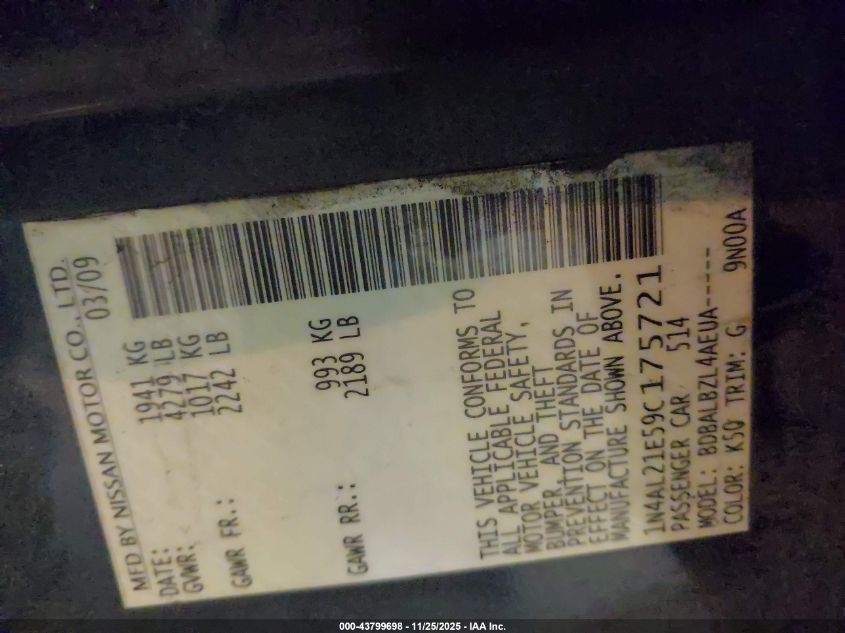 MFD BY NISSAN MOTOR CO., LTD.
DATE: 03/09
GVWR: 1941 KG
4279 LB
GAWR FR.: 1017 KG
2242 LB
GAWR RR.: 993 KG
2189 LB
THIS VEHICLE CONFORMS TO
ALL APPLICABLE FEDERAL
MOTOR VEHICLE SAFETY,
BUMPER, AND THEFT
PREVENTION STANDARDS IN
EFFECT ON THE DATE OF
MANUFACTURE SHOWN ABOVE.
1N4AL21E59C175721
PASSENGER CAR 514
MODEL: BDBALBZL4AEUA-----
COLOR: K50 TRIM: G 9N00A
000-43799698 - 11/25/2025 - IAA Inc.